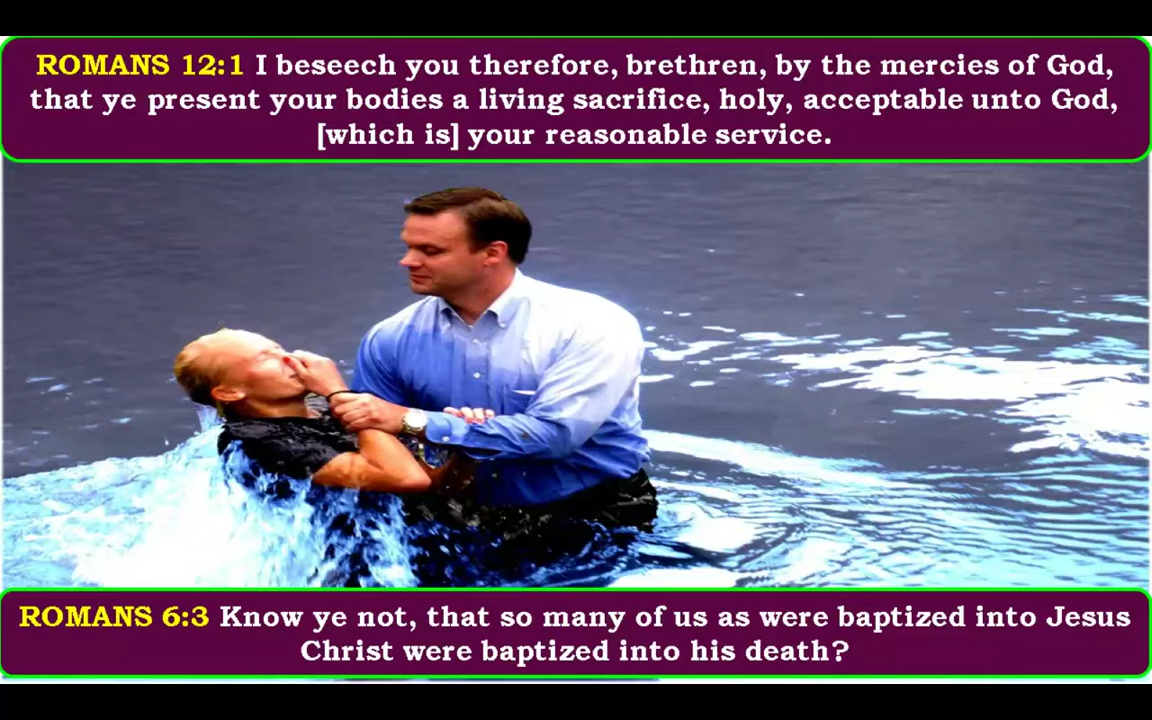 ROMANS 12:1 I beseech you therefore, brethren, by the mercies of God,
that ye present your bodies a living sacrifice, holy, acceptable unto God,
[which is] your reasonable service.
ROMANS 6:3 Know ye not, that so many of us as were baptized into Jesus
Christ were baptized into his death?